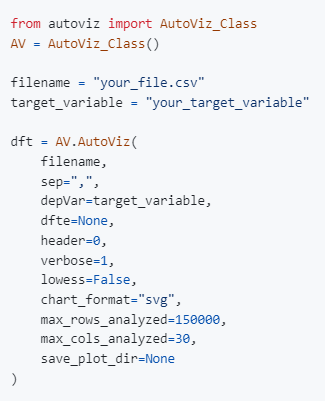 from autoviz import AutoViz_Class
AV = AutoViz_Class()
filename = "your_file.csv"
target_variable = "your_target_variable"
dft = AV.AutoViz(
    filename,
    sep=",",
    depVar=target_variable,
    dfte=None,
    header=0,
    verbose=1,
    lowess=False,
    chart_format="svg",
    max_rows_analyzed=150000,
    max_cols_analyzed=30,
    save_plot_dir=None
)